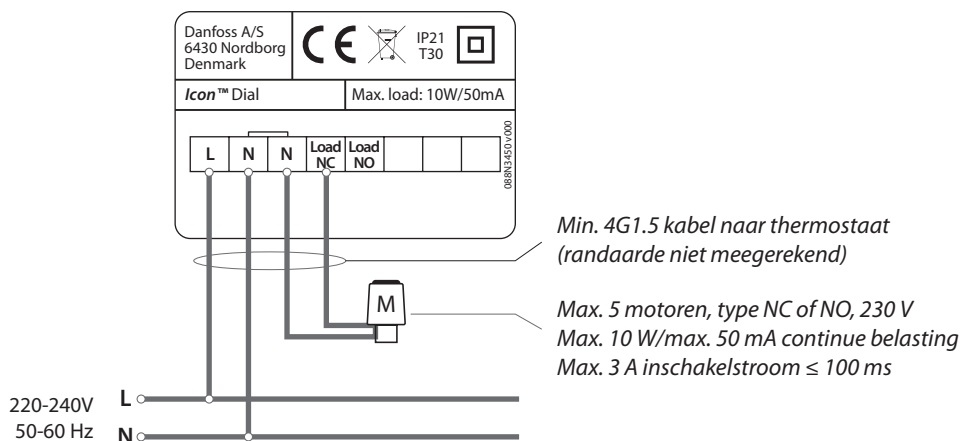 Danfoss A/S
6430 Nordborg
Denmark
CE
IP21
T30
Icon™ Dial
Max. load: 10W/50mA
L N N Load NC Load NO
088N3450 v000
Min. 4G1.5 kabel naar thermostaat
(randaarde niet meegerekend)
M
Max. 5 motoren, type NC of NO, 230 V
Max. 10 W/max. 50 mA continue belasting
Max. 3 A inschakelstroom ≤ 100 ms
220-240V
50-60 Hz
L
N